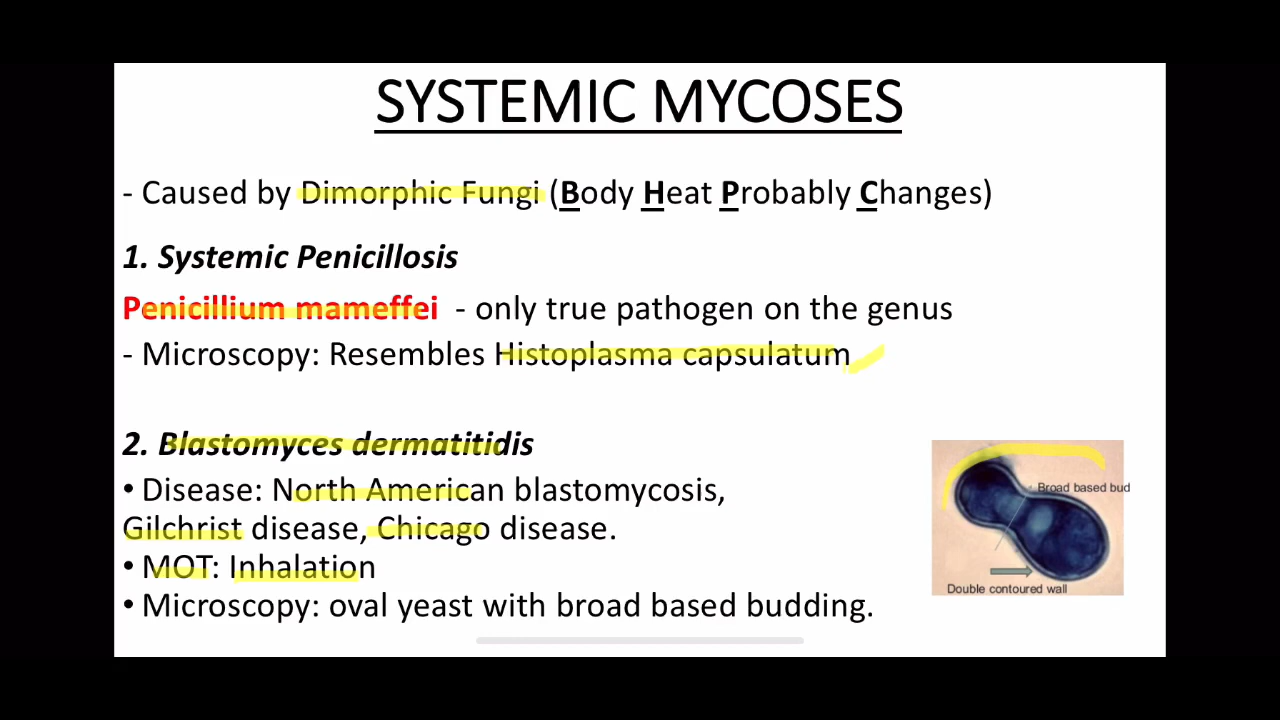 SYSTEMIC MYCOSES
- Caused by Dimorphic Fungi (Body Heat Probably Changes)
1. Systemic Penicillosis
Penicillium mameffei - only true pathogen on the genus
- Microscopy: Resembles Histoplasma capsulatum
2. Blastomyces dermatitidis
• Disease: North American blastomycosis,
Gilchrist disease, Chicago disease.
• MOT: Inhalation
• Microscopy: oval yeast with broad based budding.
Broad based bud
Double contoured wall